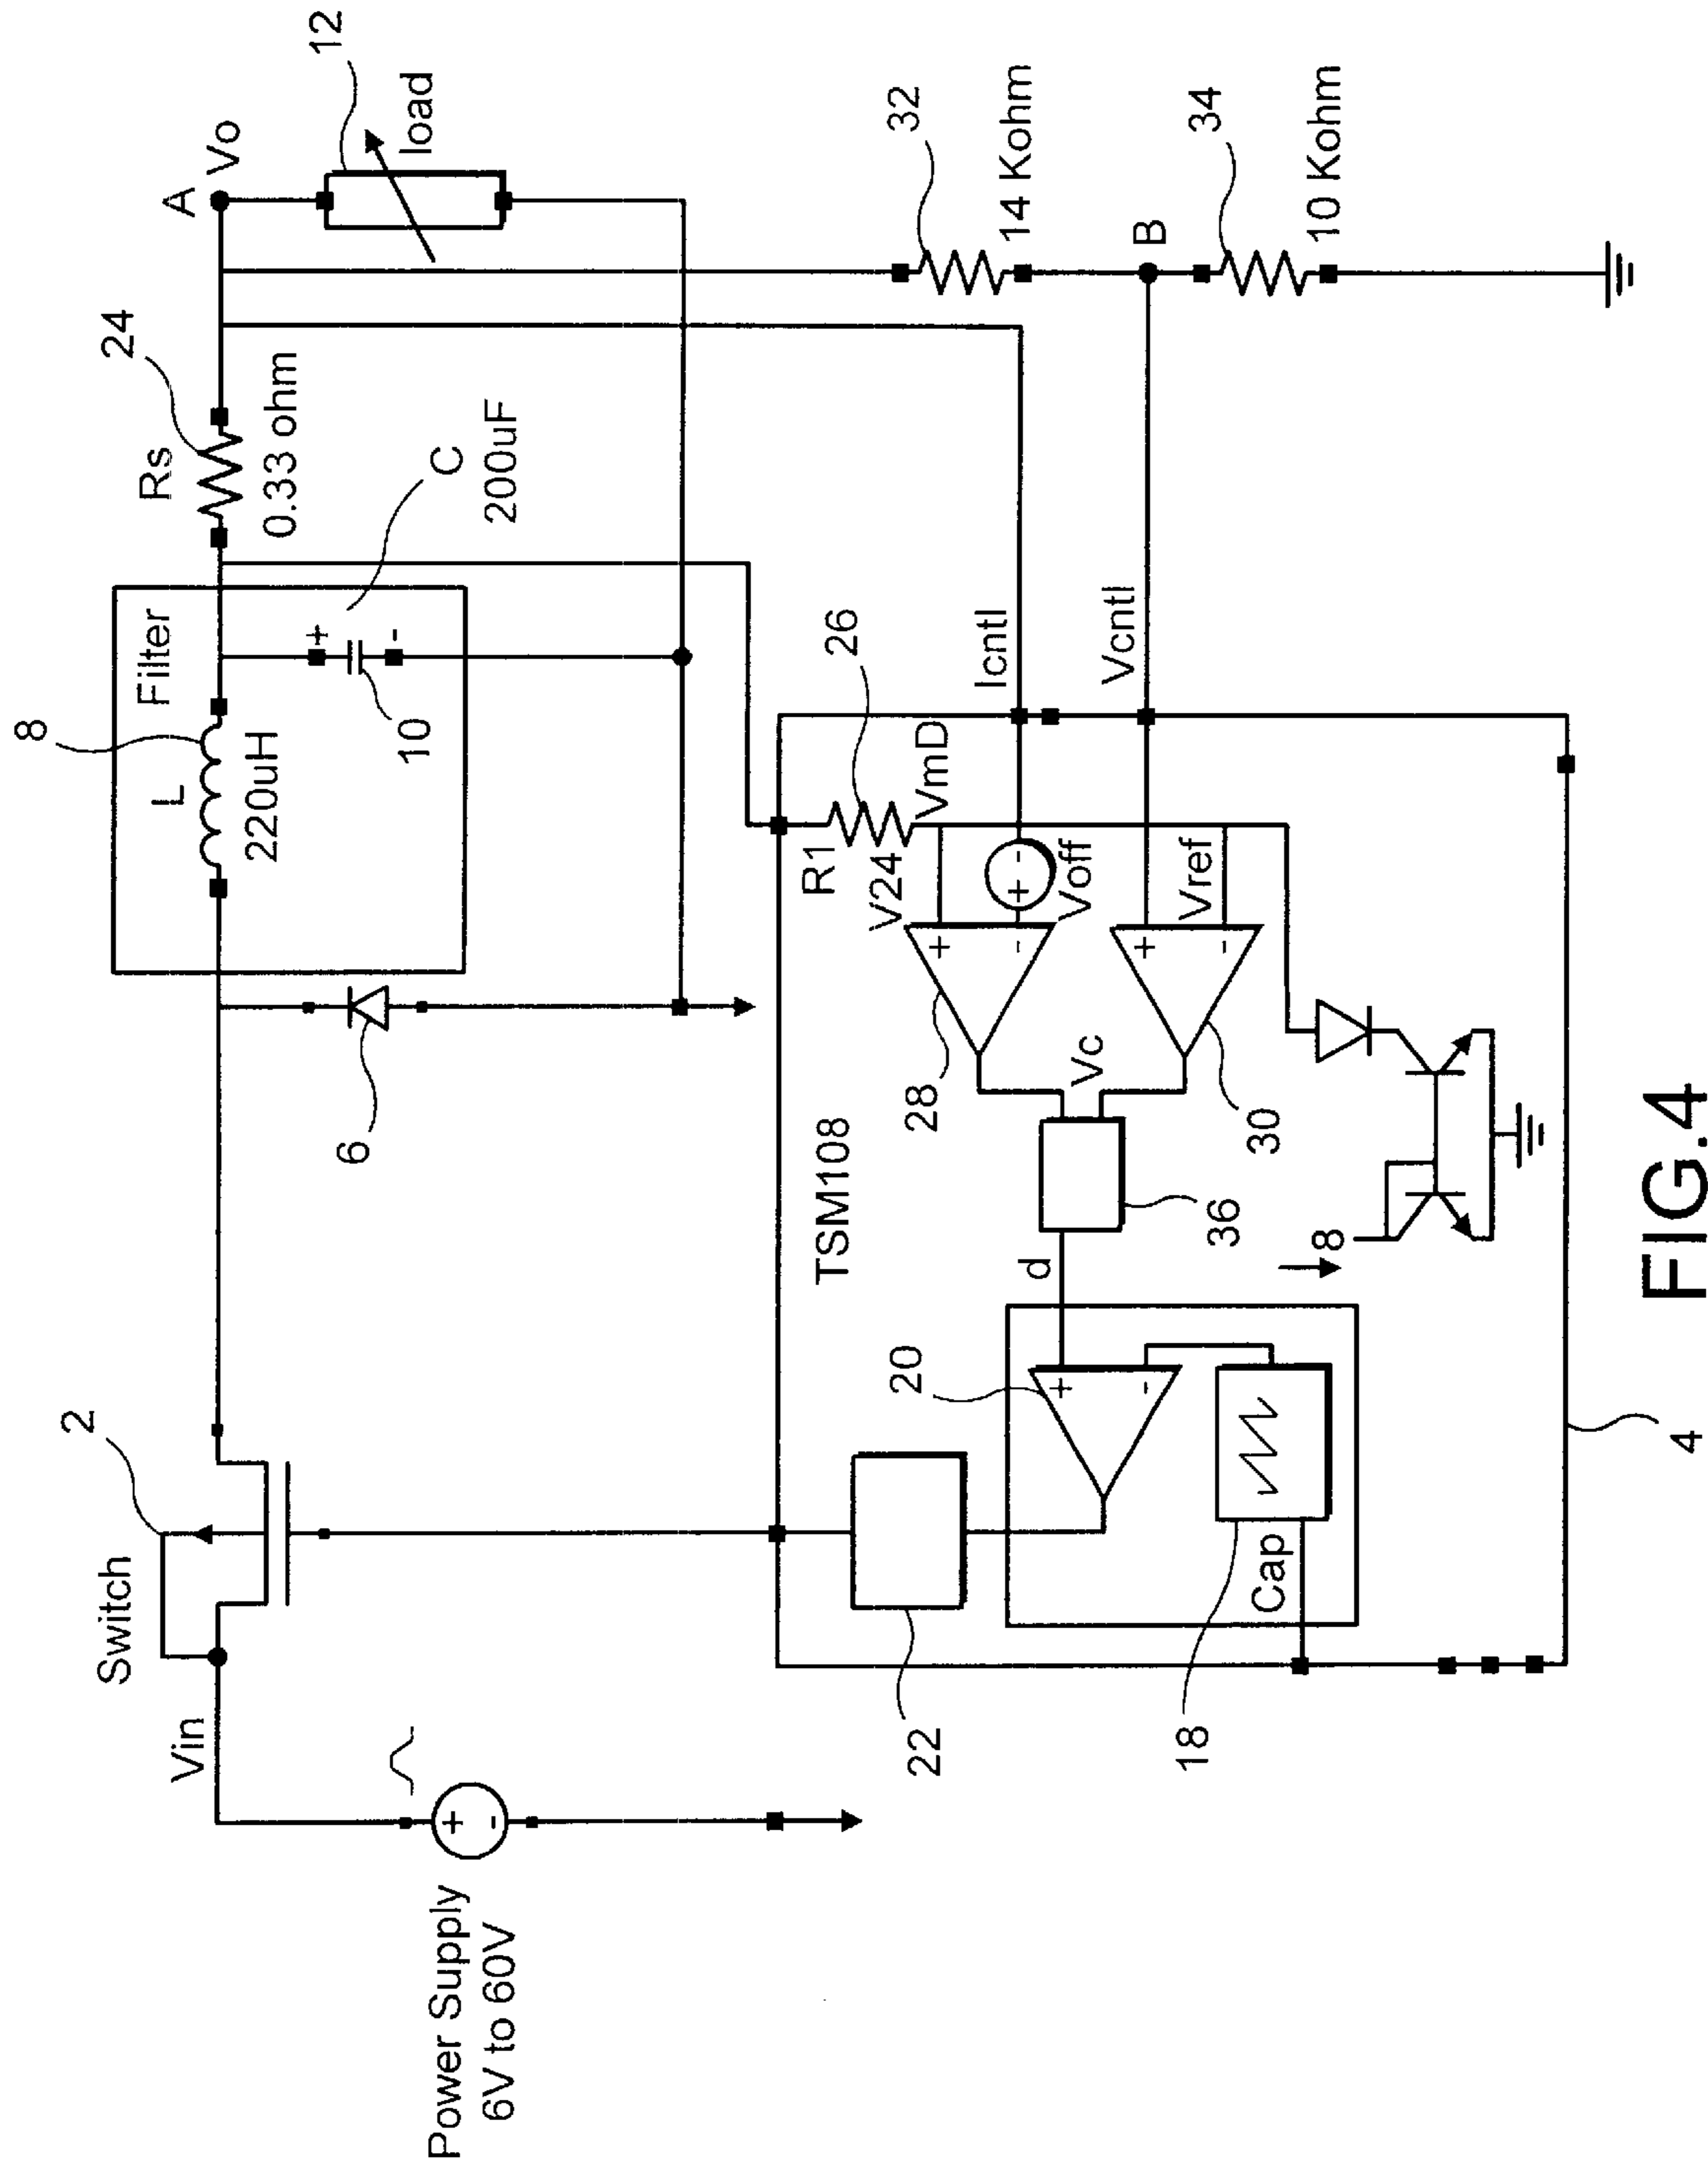 8
24
A
Vo
12
L
Filter
Rs
220uH
10
C
200uF
0.33 ohm
load
2
Switch
Vin
+
-
Power Supply
6V to 60V
6
+
-
32
14 Kohm
B
34
10 Kohm
TSM108
R1
26
V24
VmD
Icntl
Vcntl
+
-
+
-
Voff
28
Vc
+
-
Vref
30
36
d
20
+
-
22
Cap
18
8
4
FIG.4